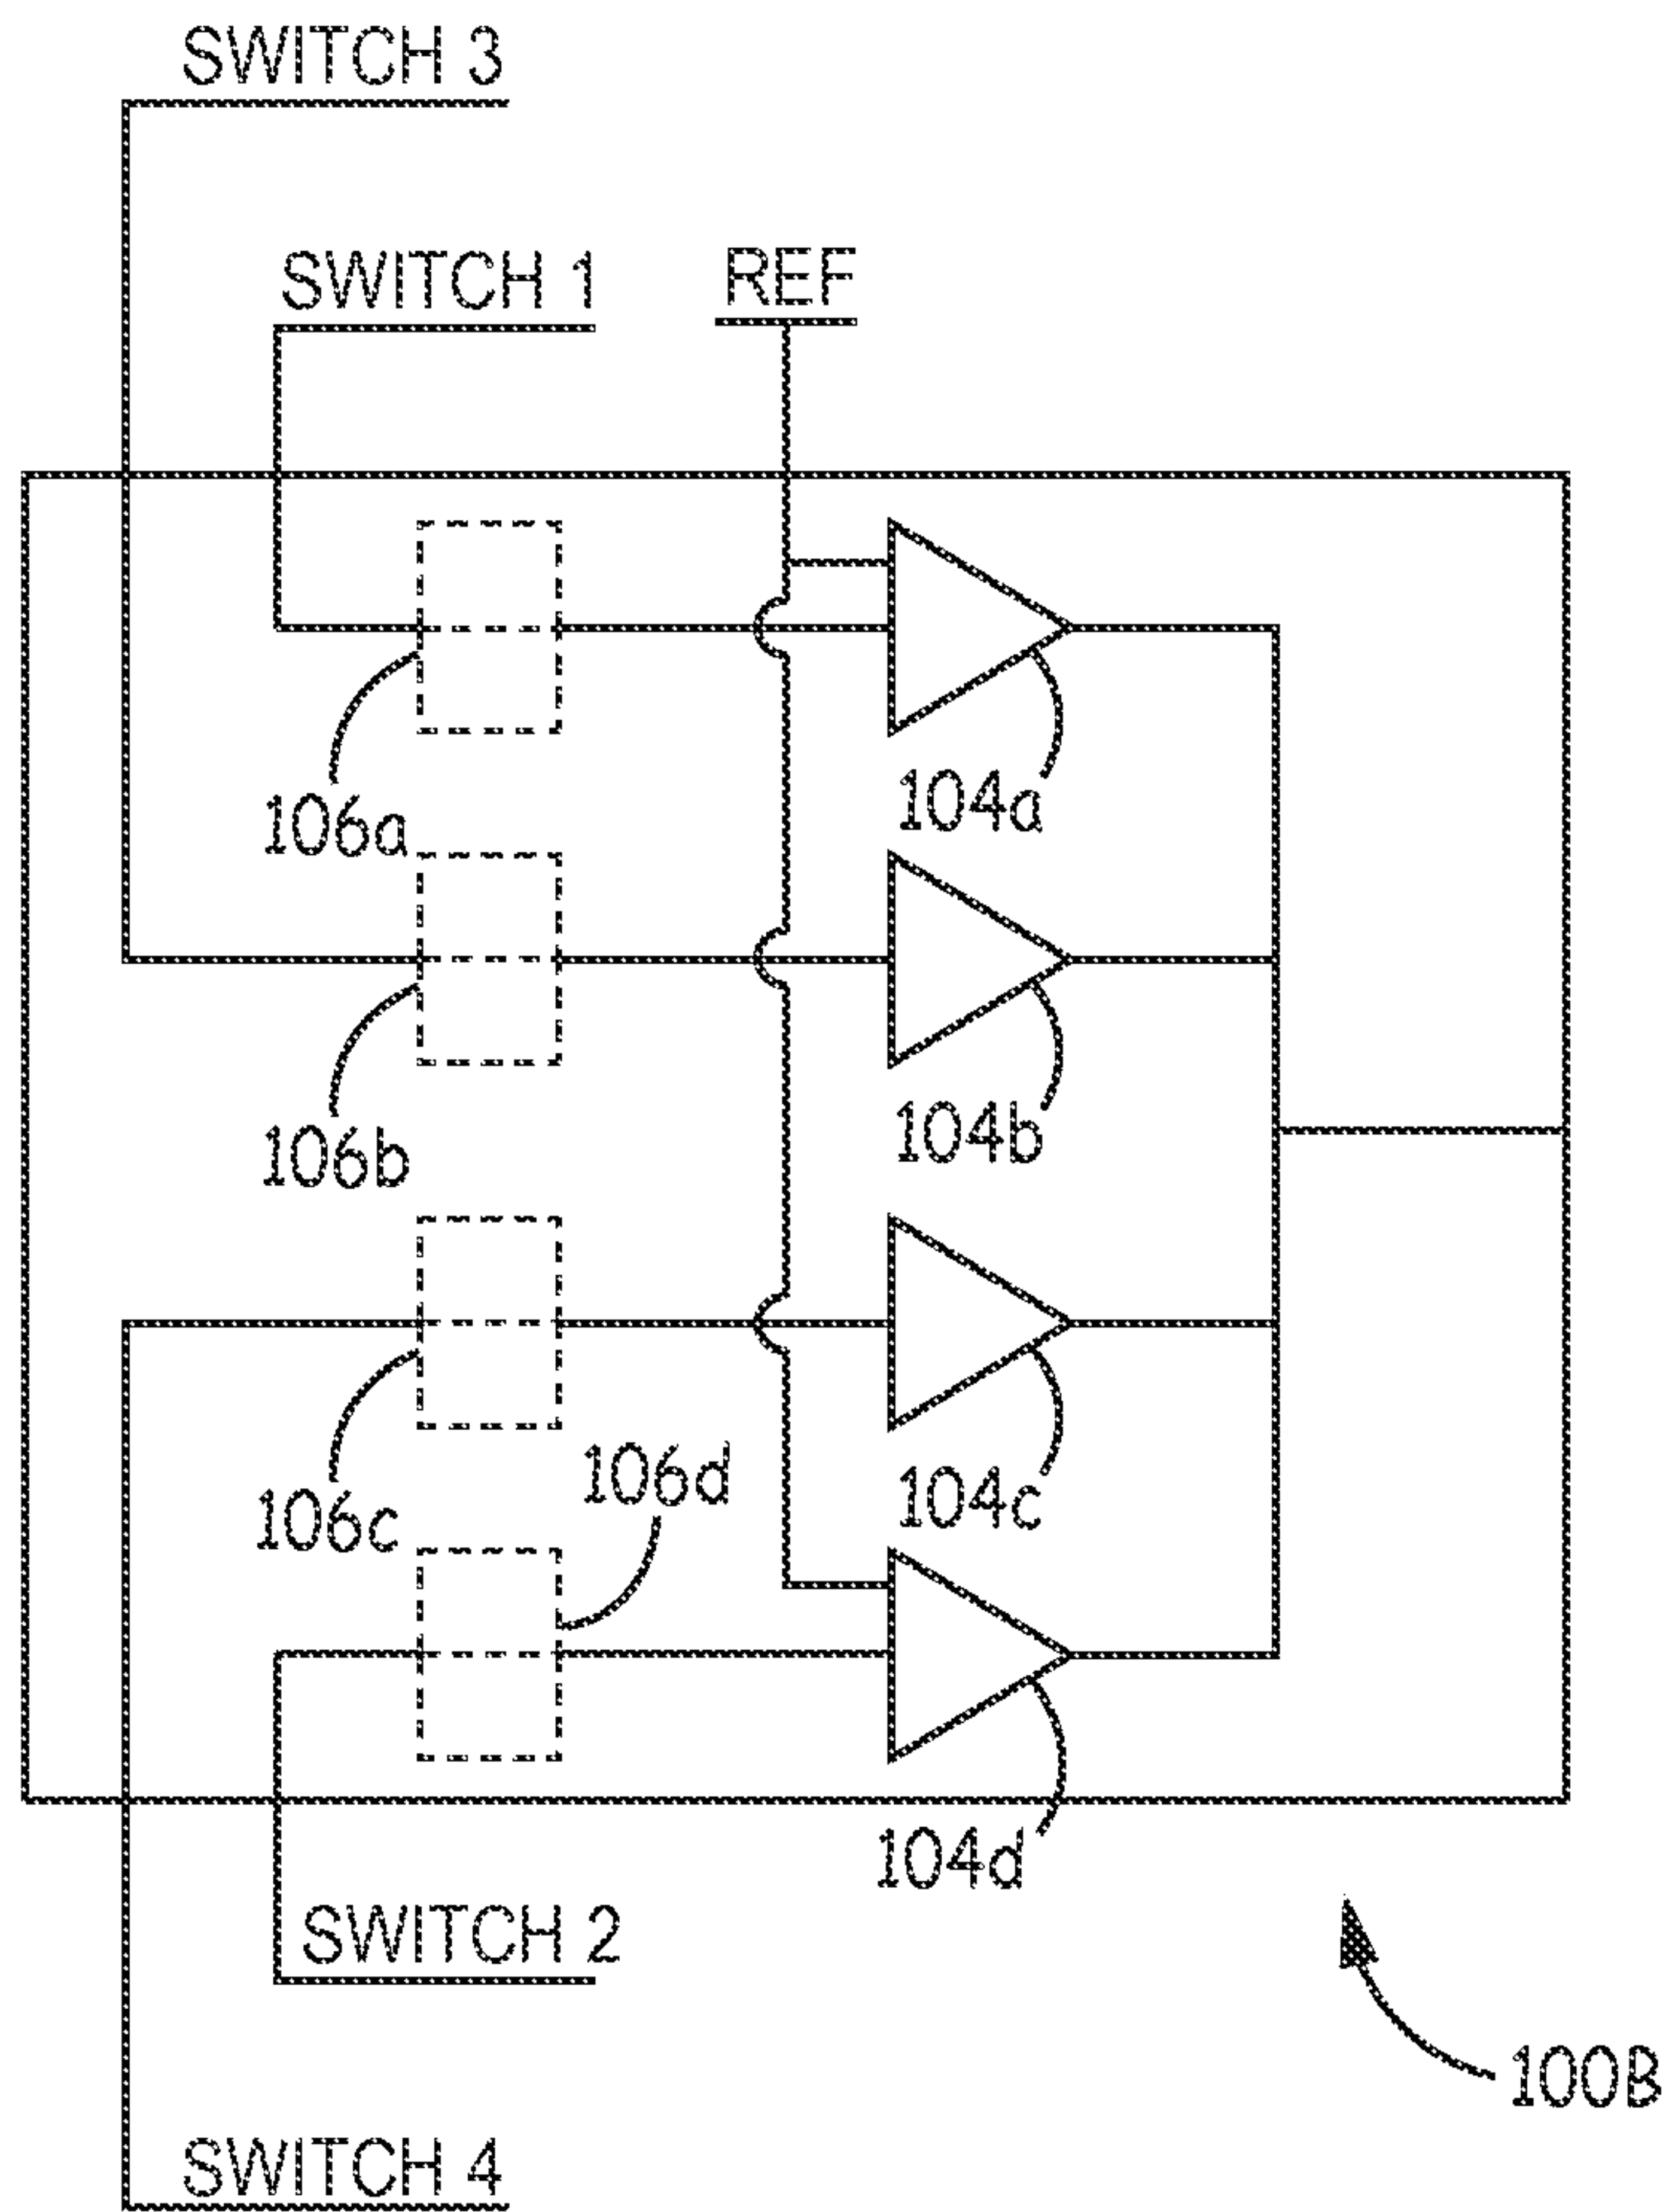 SWITCH 3
SWITCH 1
REF
104a
106a
104b
106b
106d
104c
106c
104d
SWITCH 2
100B
SWITCH 4